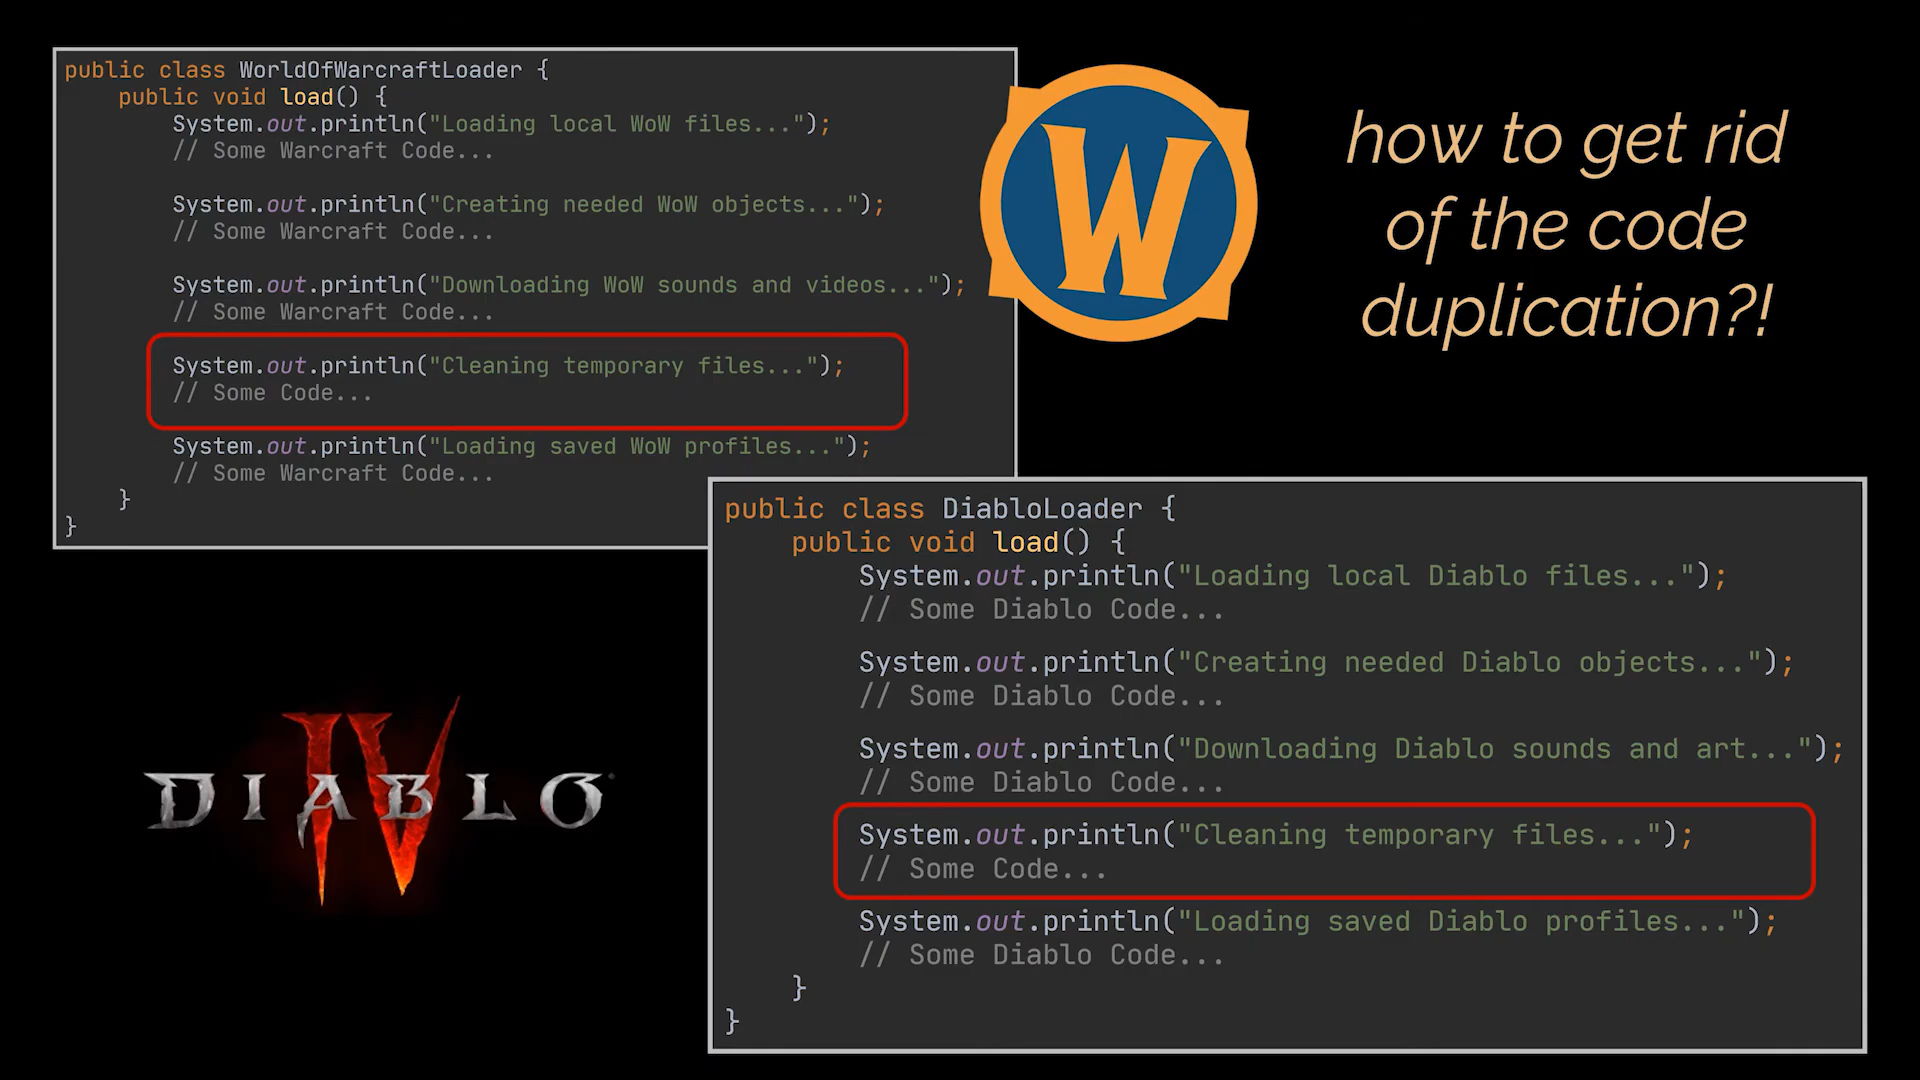 public class WorldOfWarcraftLoader {
public void load() {
System.out.println("Loading local WoW files...");
// Some Warcraft Code...
System.out.println("Creating needed WoW objects...");
// Some Warcraft Code...
System.out.println("Downloading WoW sounds and videos...");
// Some Warcraft Code...
System.out.println("Cleaning temporary files...");
// Some Code...
System.out.println("Loading saved WoW profiles...");
// Some Warcraft Code...
}
}
W
how to get rid
of the code
duplication?!
IV
DIABLO
public class DiabloLoader {
public void load() {
System.out.println("Loading local Diablo files...");
// Some Diablo Code...
System.out.println("Creating needed Diablo objects...");
// Some Diablo Code...
System.out.println("Downloading Diablo sounds and art...");
// Some Diablo Code...
System.out.println("Cleaning temporary files...");
// Some Code...
System.out.println("Loading saved Diablo profiles...");
// Some Diablo Code...
}
}